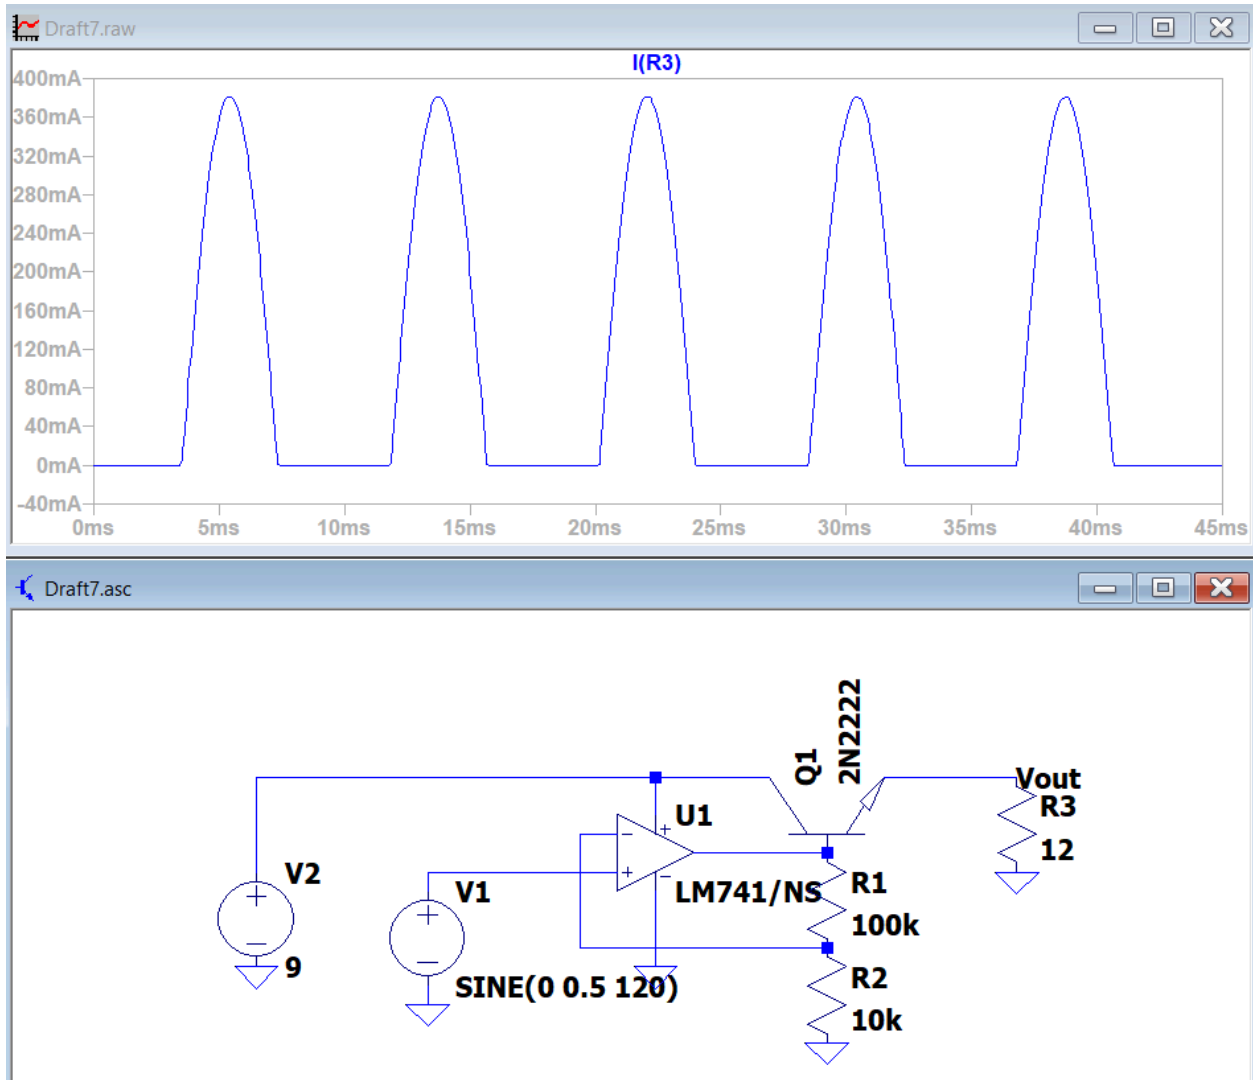 Draft7.raw
I(R3)
400mA
360mA
320mA
280mA
240mA
200mA
160mA
120mA
80mA
40mA
0mA
-40mA
0ms 5ms 10ms 15ms 20ms 25ms 30ms 35ms 40ms 45ms
Draft7.asc
Q1
2N2222
Vout
R3
12
U1
LM741/NS
V2
9
V1
SINE(0 0.5 120)
R1
100k
R2
10k